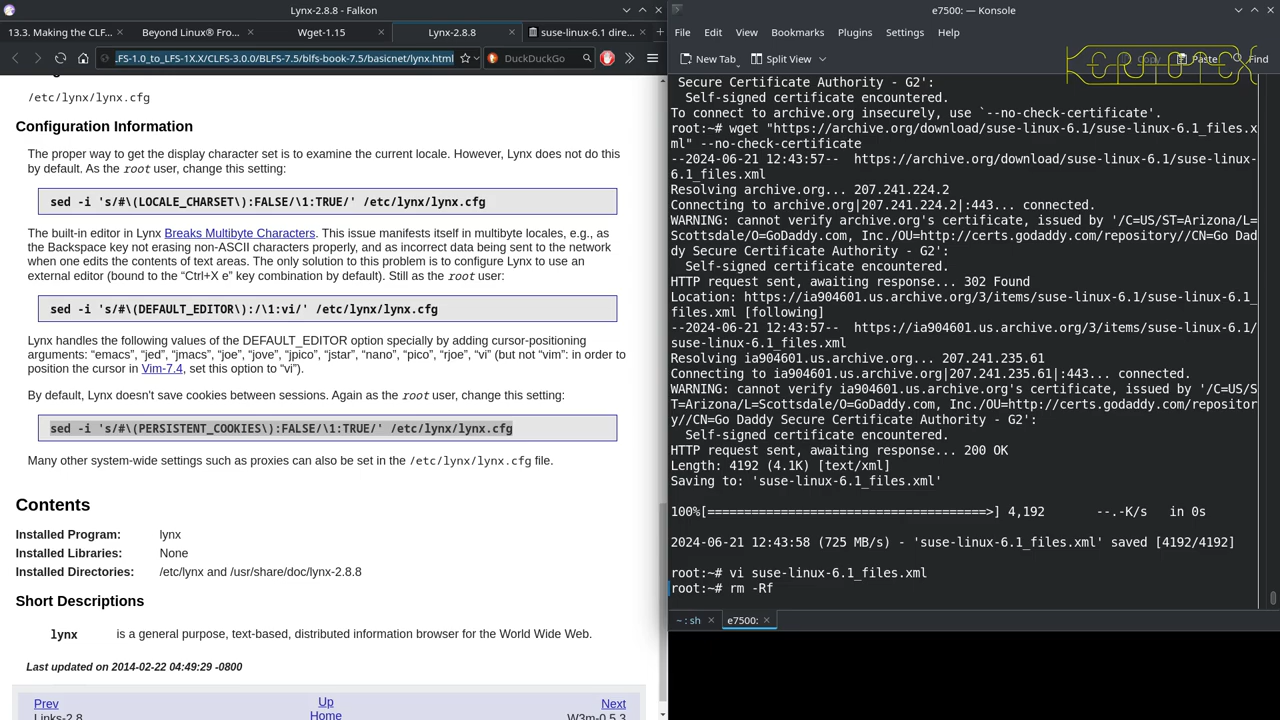 Lynx-2.8.8 - Falkon
13.3. Making the CLF...
Beyond Linux® Fro...
Wget-1.15
Lynx-2.8.8
suse-linux-6.1 dire...
.FS-1.0_to_LFS-1X.X/CLFS-3.0.0/BLFS-7.5/blfs-book-7.5/basicnet/lynx.html
DuckDuckGo
/etc/lynx/lynx.cfg
Configuration Information
The proper way to get the display character set is to examine the current locale. However, Lynx does not do this
by default. As the root user, change this setting:
sed -i 's/#\(LOCALE_CHARSET\):FALSE/\1:TRUE/' /etc/lynx/lynx.cfg
The built-in editor in Lynx Breaks Multibyte Characters. This issue manifests itself in multibyte locales, e.g., as
the Backspace key not erasing non-ASCII characters properly, and as incorrect data being sent to the network
when one edits the contents of text areas. The only solution to this problem is to configure Lynx to use an
external editor (bound to the “Ctrl+X e” key combination by default). Still as the root user:
sed -i 's/#\(DEFAULT_EDITOR\):/\1:vi/' /etc/lynx/lynx.cfg
Lynx handles the following values of the DEFAULT_EDITOR option specially by adding cursor-positioning
arguments: “emacs”, “jed”, “jmacs”, “joe”, “jove”, “jpico”, “jstar”, “nano”, “pico”, “rjoe”, “vi” (but not “vim”: in order to
position the cursor in Vim-7.4, set this option to “vi”).
By default, Lynx doesn't save cookies between sessions. Again as the root user, change this setting:
sed -i 's/#\(PERSISTENT_COOKIES\):FALSE/\1:TRUE/' /etc/lynx/lynx.cfg
Many other system-wide settings such as proxies can also be set in the /etc/lynx/lynx.cfg file.
Contents
Installed Program: lynx
Installed Libraries: None
Installed Directories: /etc/lynx and /usr/share/doc/lynx-2.8.8
Short Descriptions
lynx is a general purpose, text-based, distributed information browser for the World Wide Web.
Last updated on 2014-02-22 04:49:29 -0800
Prev Up Next
Links-2.8 Home W3m-0.5.3
e7500: — Konsole
File Edit View Bookmarks Plugins Settings Help
New Tab Split View Copy Paste Find
Secure Certificate Authority - G2':
Self-signed certificate encountered.
To connect to archive.org insecurely, use `--no-check-certificate'.
root:~# wget "https://archive.org/download/suse-linux-6.1/suse-linux-6.1_files.x
ml" --no-check-certificate
--2024-06-21 12:43:57-- https://archive.org/download/suse-linux-6.1/suse-linux-
6.1_files.xml
Resolving archive.org... 207.241.224.2
Connecting to archive.org|207.241.224.2|:443... connected.
WARNING: cannot verify archive.org's certificate, issued by '/C=US/ST=Arizona/L=
Scottsdale/O=GoDaddy.com, Inc./OU=http://certs.godaddy.com/repository//CN=Go Dad
dy Secure Certificate Authority - G2':
Self-signed certificate encountered.
HTTP request sent, awaiting response... 302 Found
Location: https://ia904601.us.archive.org/3/items/suse-linux-6.1/suse-linux-6.1_
files.xml [following]
--2024-06-21 12:43:57-- https://ia904601.us.archive.org/3/items/suse-linux-6.1/
suse-linux-6.1_files.xml
Resolving ia904601.us.archive.org... 207.241.235.61
Connecting to ia904601.us.archive.org|207.241.235.61|:443... connected.
WARNING: cannot verify ia904601.us.archive.org's certificate, issued by '/C=US/S
T=Arizona/L=Scottsdale/O=GoDaddy.com, Inc./OU=http://certs.godaddy.com/repositor
y//CN=Go Daddy Secure Certificate Authority - G2':
Self-signed certificate encountered.
HTTP request sent, awaiting response... 200 OK
Length: 4192 (4.1K) [text/xml]
Saving to: 'suse-linux-6.1_files.xml'
100%[=====================================>] 4,192 --.-K/s in 0s
2024-06-21 12:43:58 (725 MB/s) - 'suse-linux-6.1_files.xml' saved [4192/4192]
root:~# vi suse-linux-6.1_files.xml
root:~# rm -Rf
~ : sh
e7500: